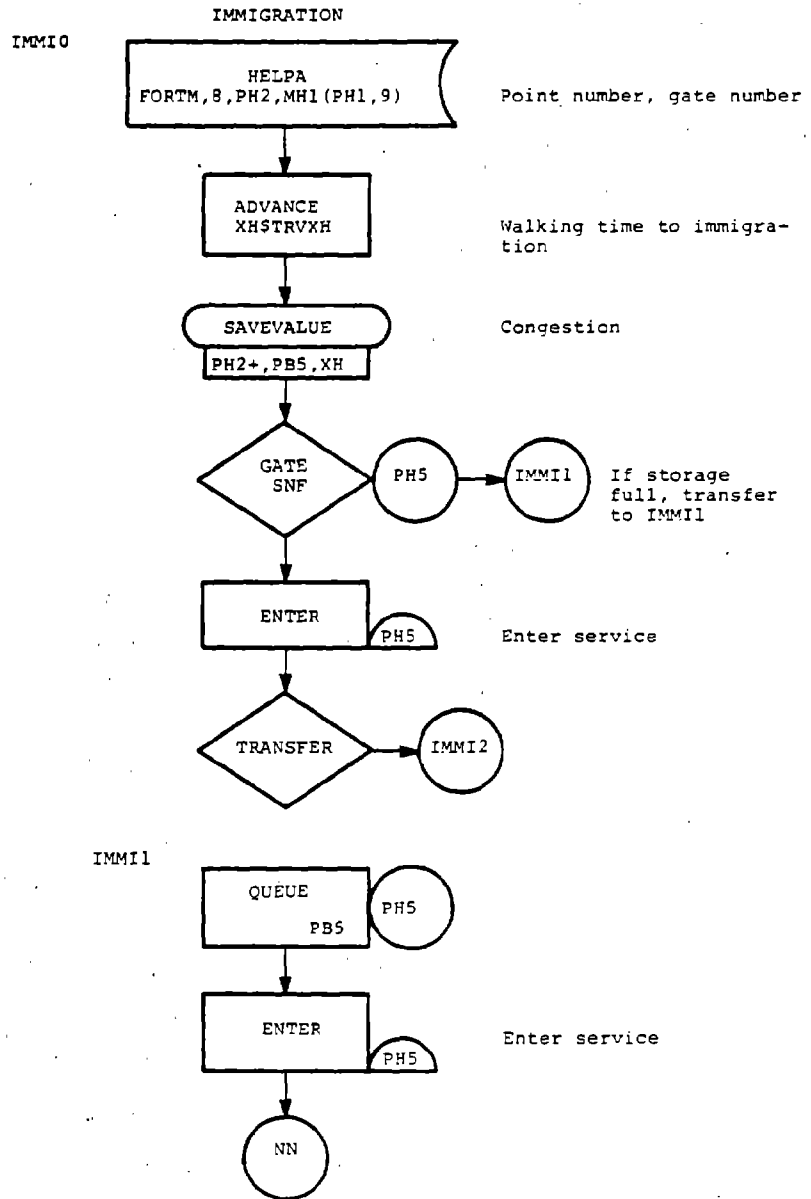 IMMIGRATION
IMMI0
HELPA
FORTM,8,PH2,MH1(PH1,9)
Point number, gate number
ADVANCE
XH$TRVXH
Walking time to immigra-
tion
SAVEVALUE
Congestion
PH2+,PB5,XH
GATE
SNF
PH5
IMMI1
If storage
full, transfer
to IMMI1
ENTER
PH5
Enter service
TRANSFER
IMMI2
IMMI1
QUEUE
PB5
PH5
ENTER
PH5
Enter service
NN